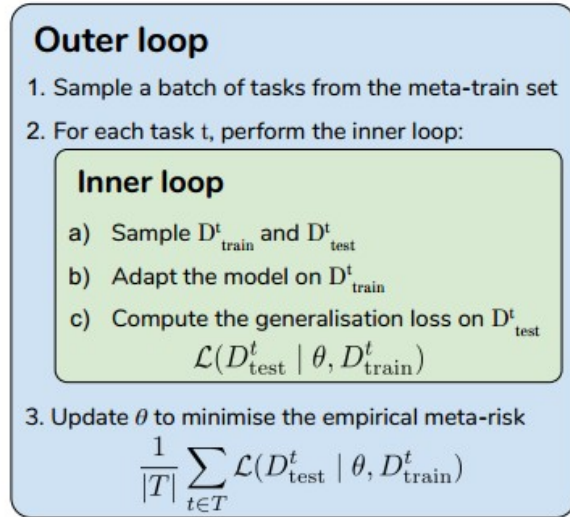 Outer loop
1. Sample a batch of tasks from the meta-train set
2. For each task t, perform the inner loop:
Inner loop
a) Sample D^t_train and D^t_test
b) Adapt the model on D^t_train
c) Compute the generalisation loss on D^t_test
ℒ(D^t_test | θ, D^t_train)
3. Update θ to minimise the empirical meta-risk
1/|T| ∑_{t∈T} ℒ(D^t_test | θ, D^t_train)